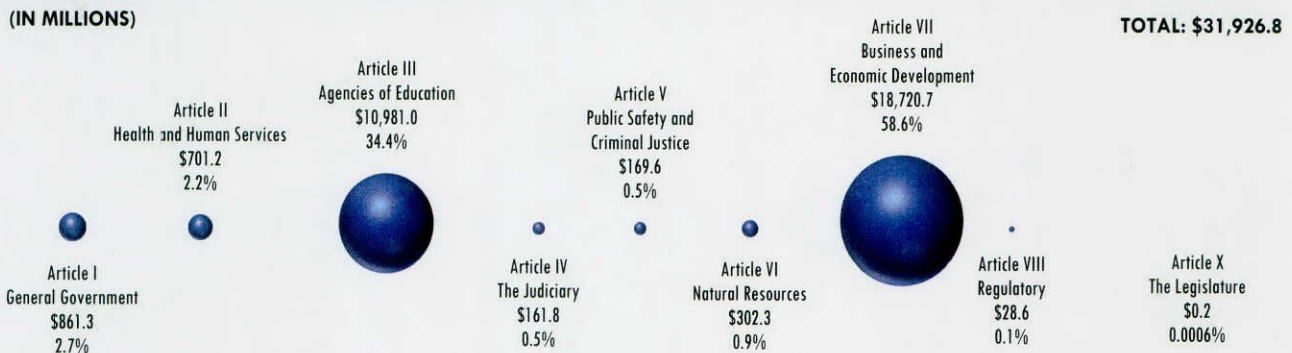 (IN MILLIONS)
TOTAL: $31,926.8
Article I
General Government
$861.3
2.7%
Article II
Health and Human Services
$701.2
2.2%
Article III
Agencies of Education
$10,981.0
34.4%
Article IV
The Judiciary
$161.8
0.5%
Article V
Public Safety and
Criminal Justice
$169.6
0.5%
Article VI
Natural Resources
$302.3
0.9%
Article VII
Business and
Economic Development
$18,720.7
58.6%
Article VIII
Regulatory
$28.6
0.1%
Article X
The Legislature
$0.2
0.0006%